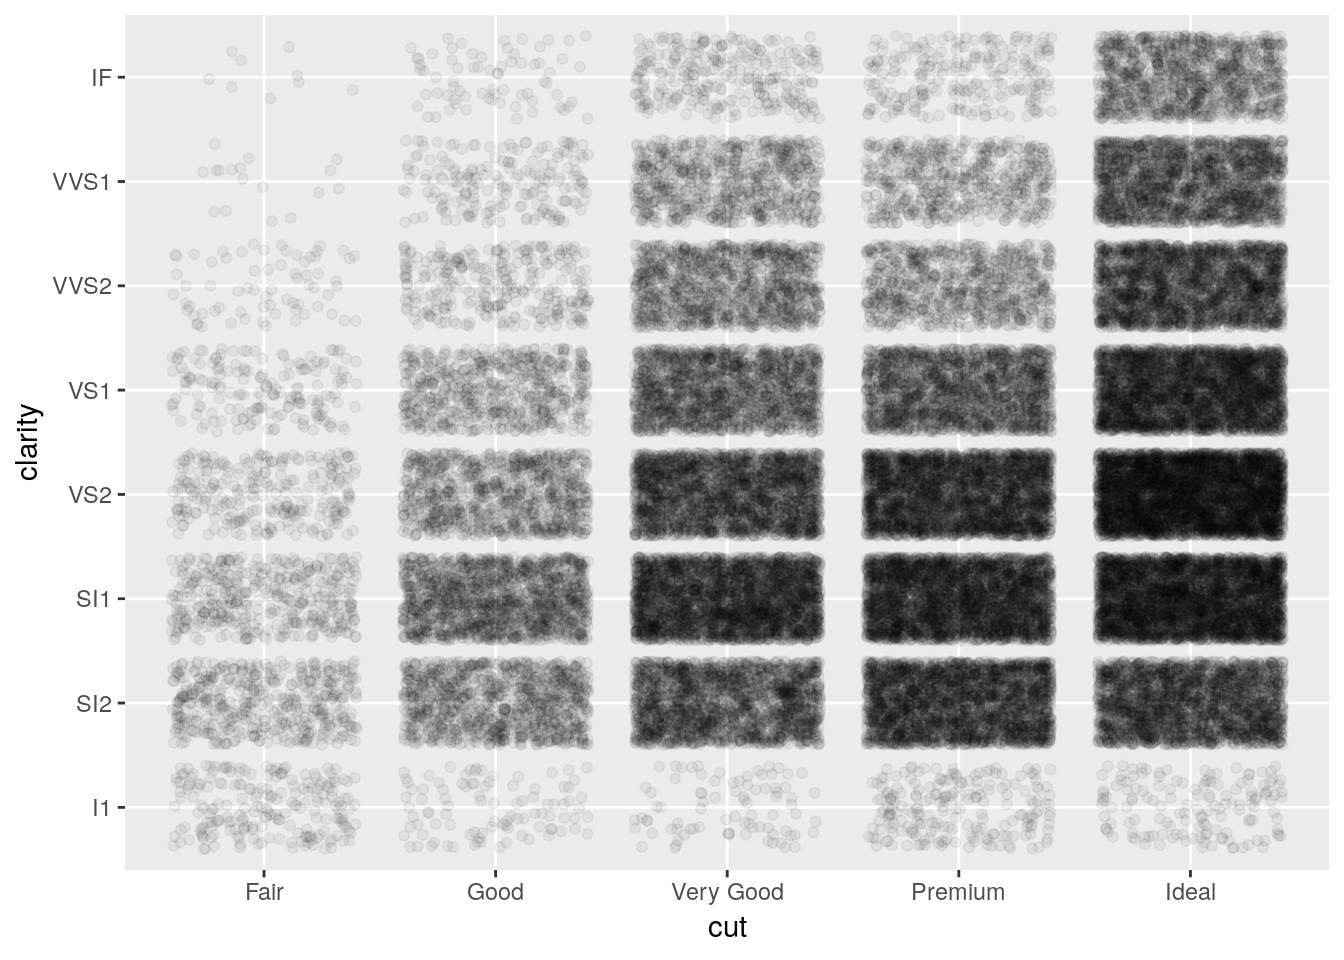 clarity
IF
VVS1
VVS2
VS1
VS2
SI1
SI2
I1
Fair Good Very Good Premium Ideal
cut